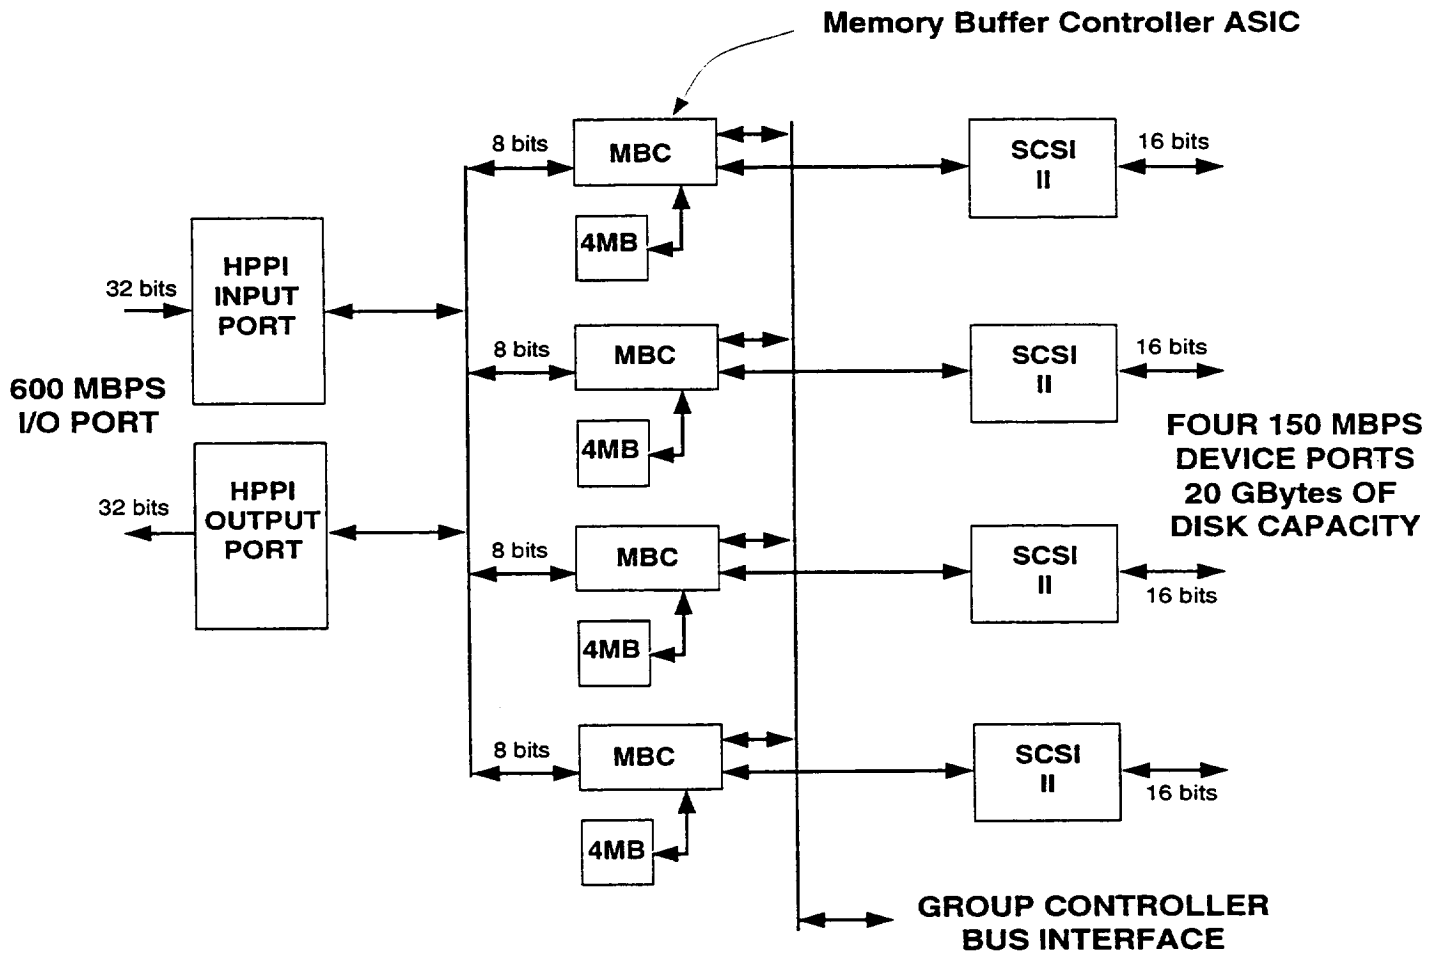 Memory Buffer Controller ASIC
8 bits
MBC
SCSI
II
16 bits
4MB
HPPI
INPUT
PORT
32 bits
8 bits
MBC
SCSI
II
16 bits
4MB
600 MBPS
I/O PORT
FOUR 150 MBPS
DEVICE PORTS
20 GBytes OF
DISK CAPACITY
HPPI
OUTPUT
PORT
32 bits
8 bits
MBC
SCSI
II
16 bits
4MB
8 bits
MBC
SCSI
II
16 bits
4MB
GROUP CONTROLLER
BUS INTERFACE